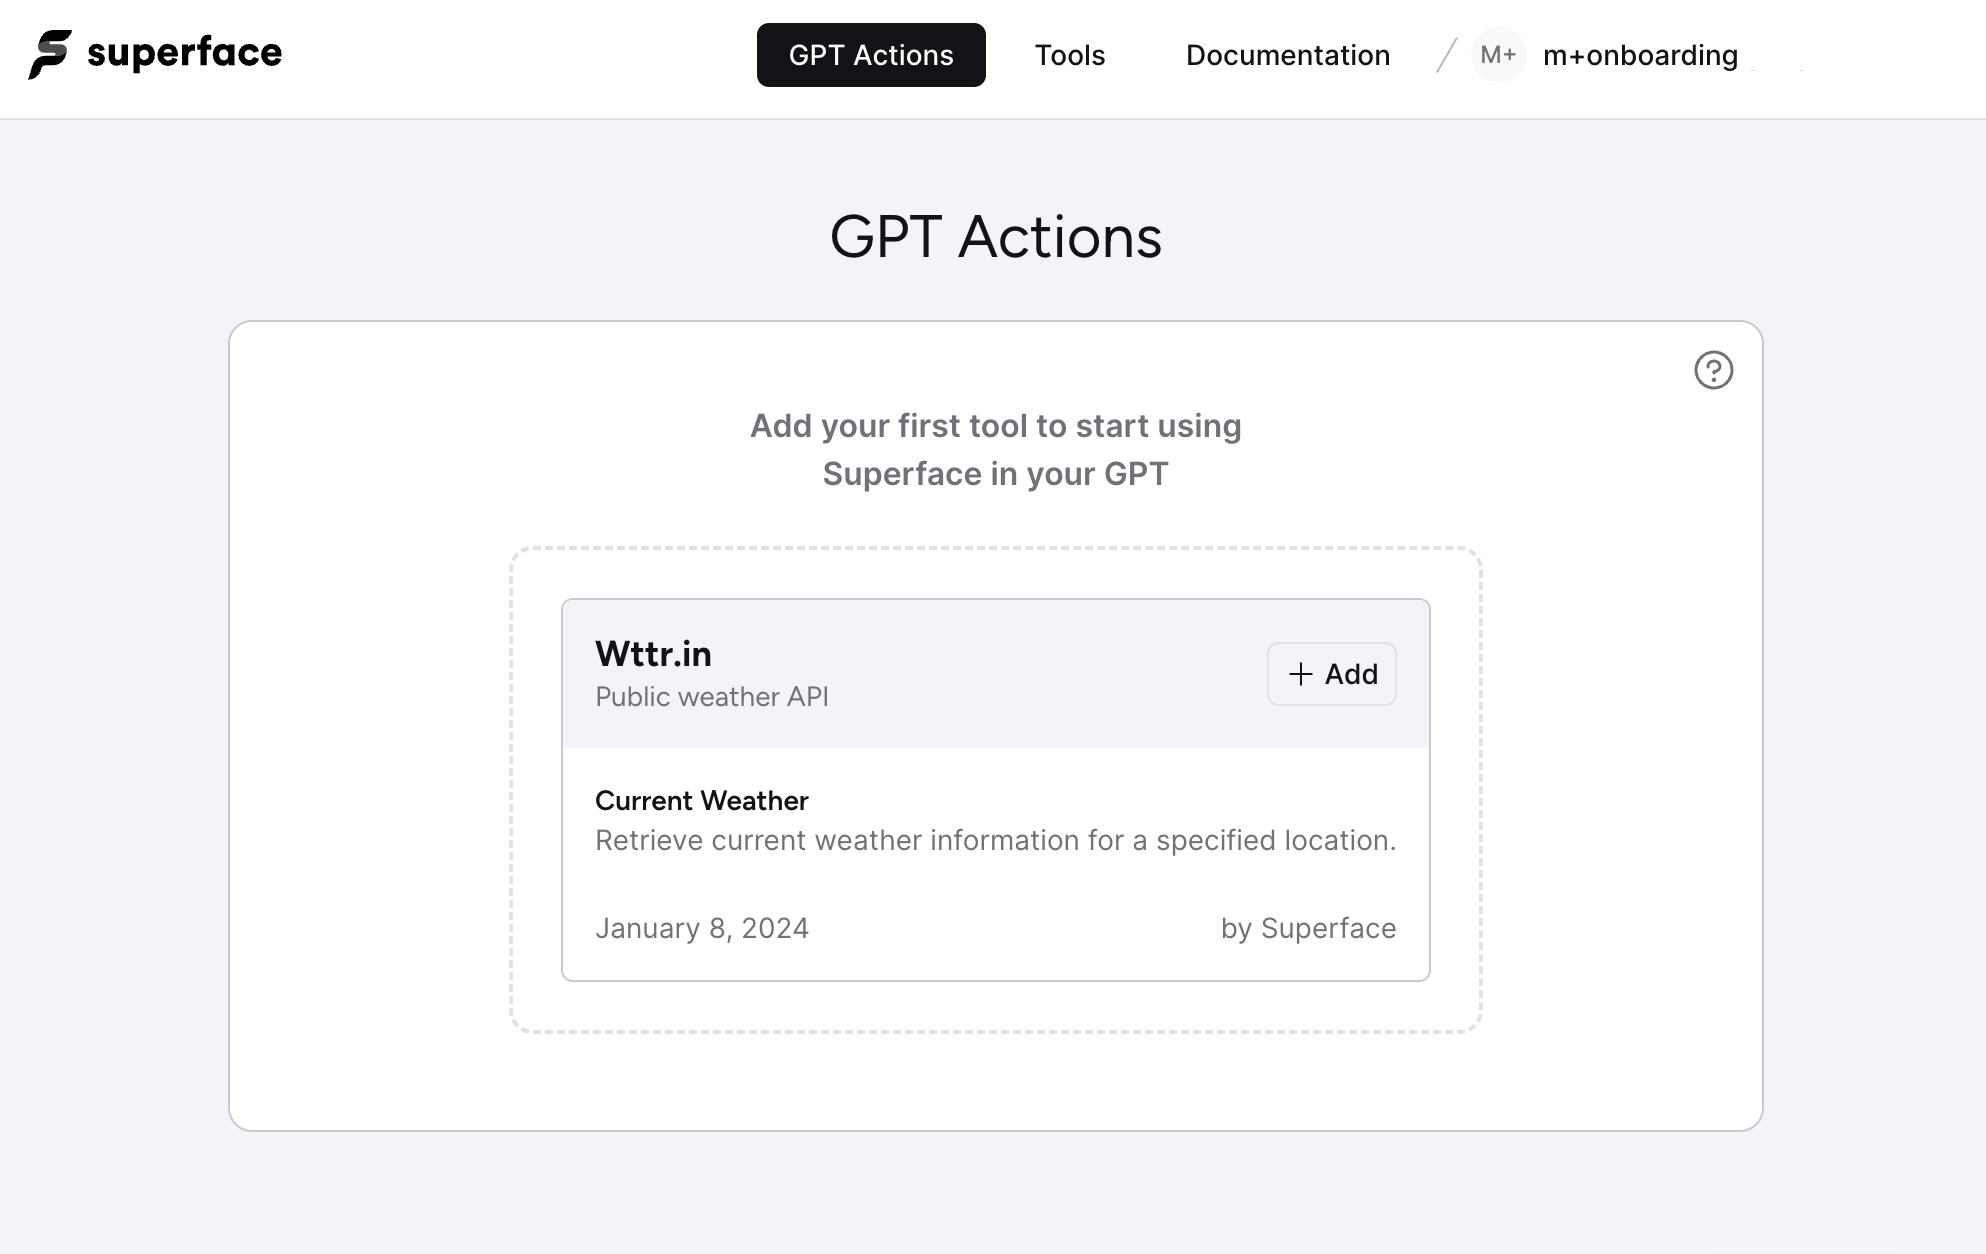 superface
GPT Actions
Tools
Documentation
M+
m+onboarding
GPT Actions
?
Add your first tool to start using
Superface in your GPT
Wttr.in
Public weather API
+ Add
Current Weather
Retrieve current weather information for a specified location.
January 8, 2024
by Superface